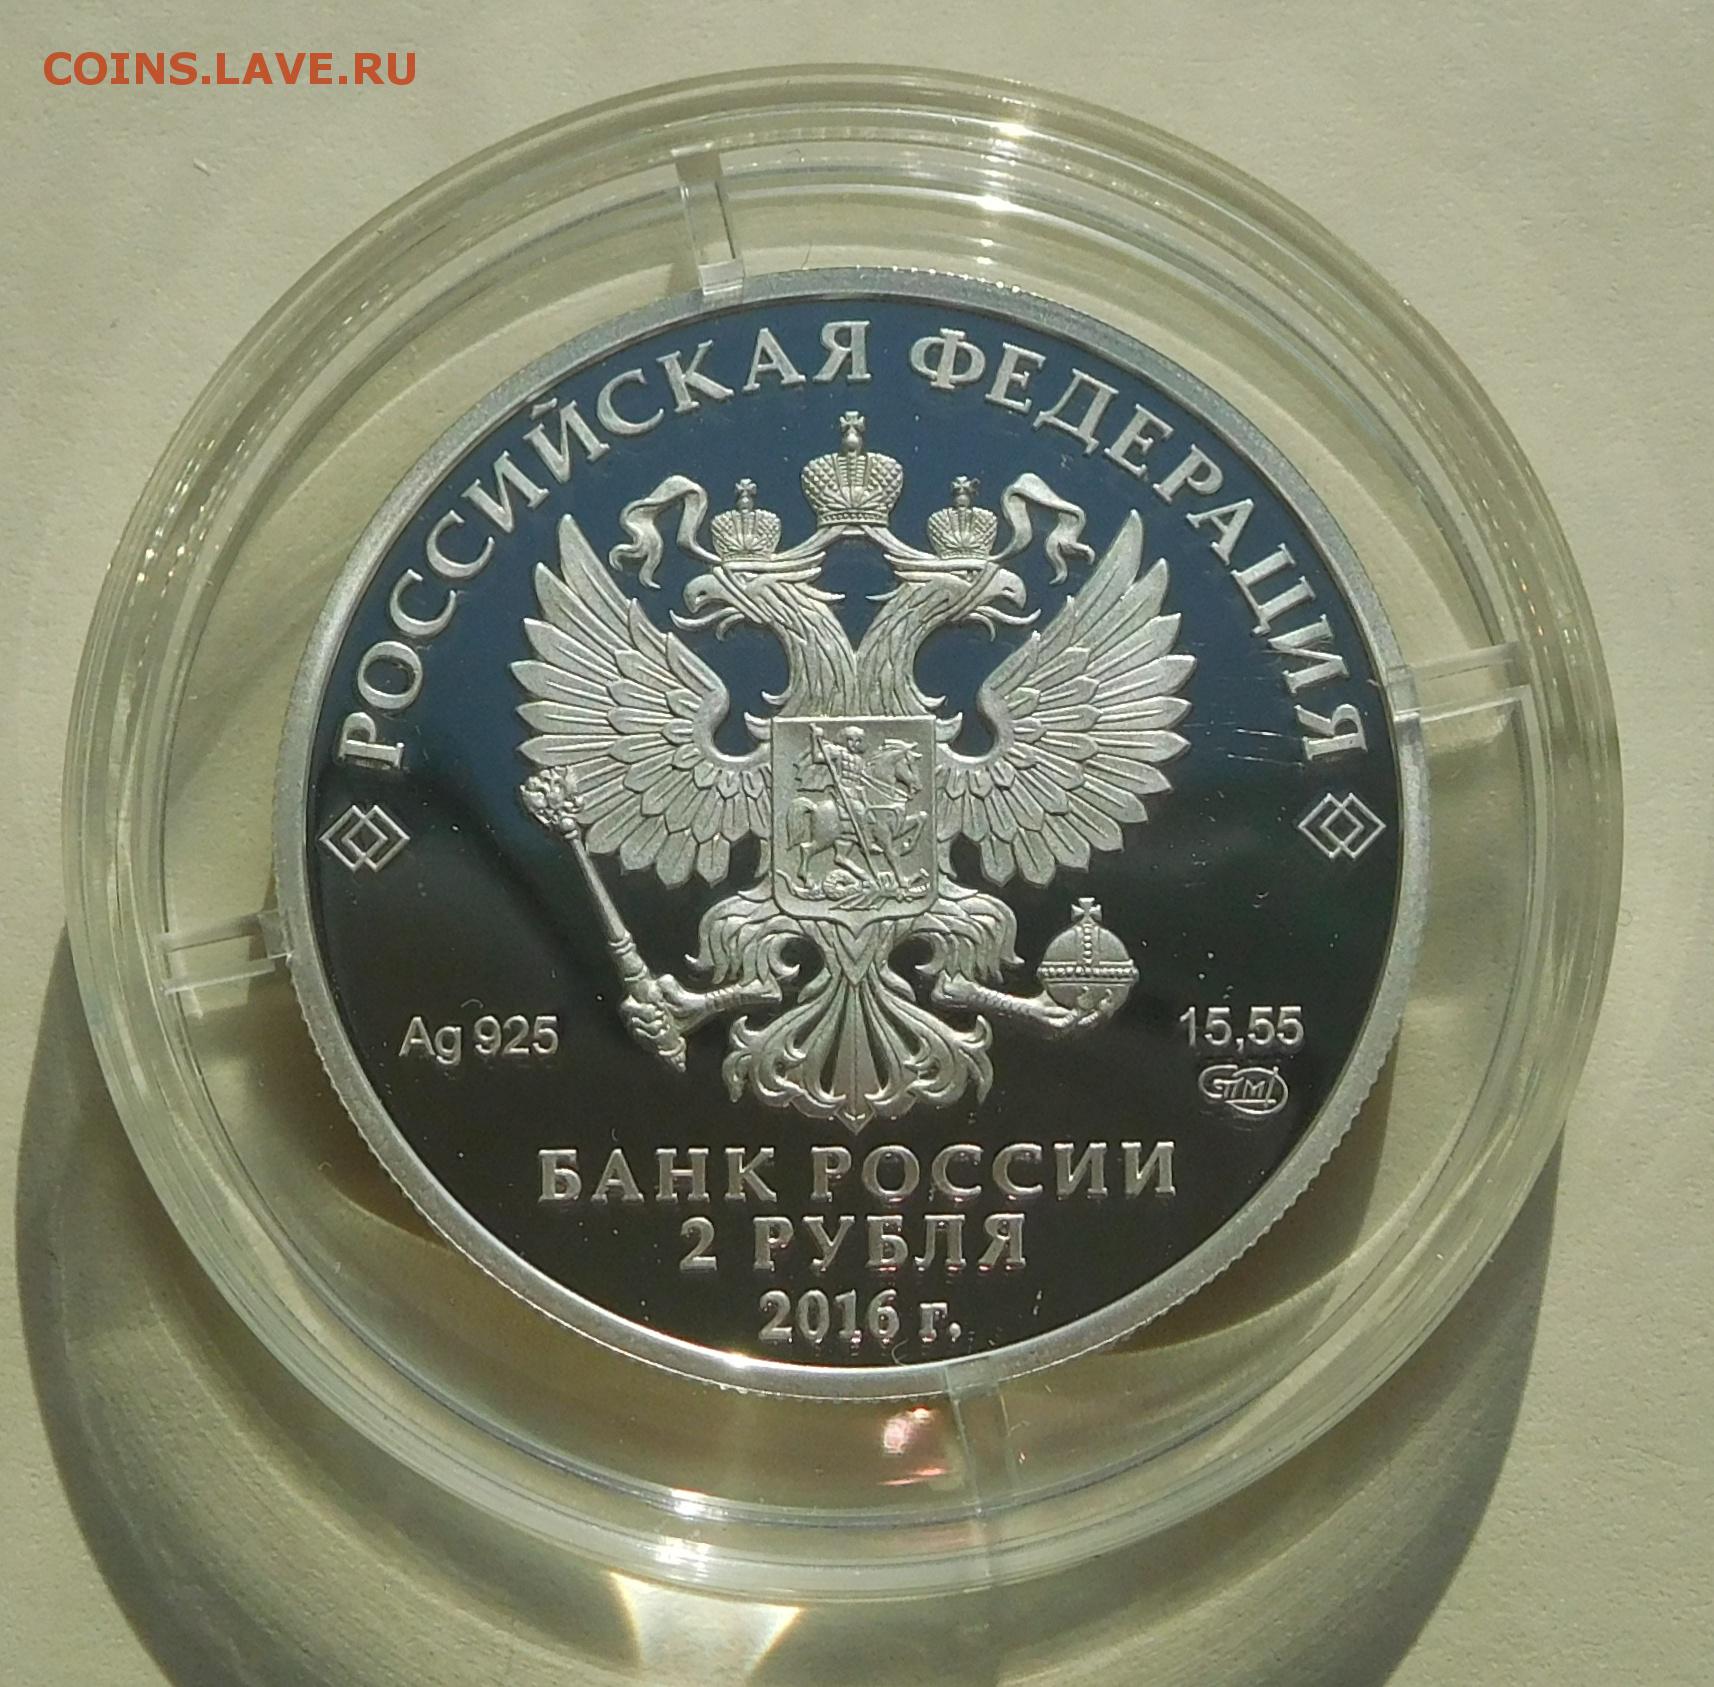 COINS.LAVE.RU
РОССИЙСКАЯ ФЕДЕРАЦИЯ
Ag 925
15,55
СПМД
БАНК РОССИИ
2 РУБЛЯ
2016 г.